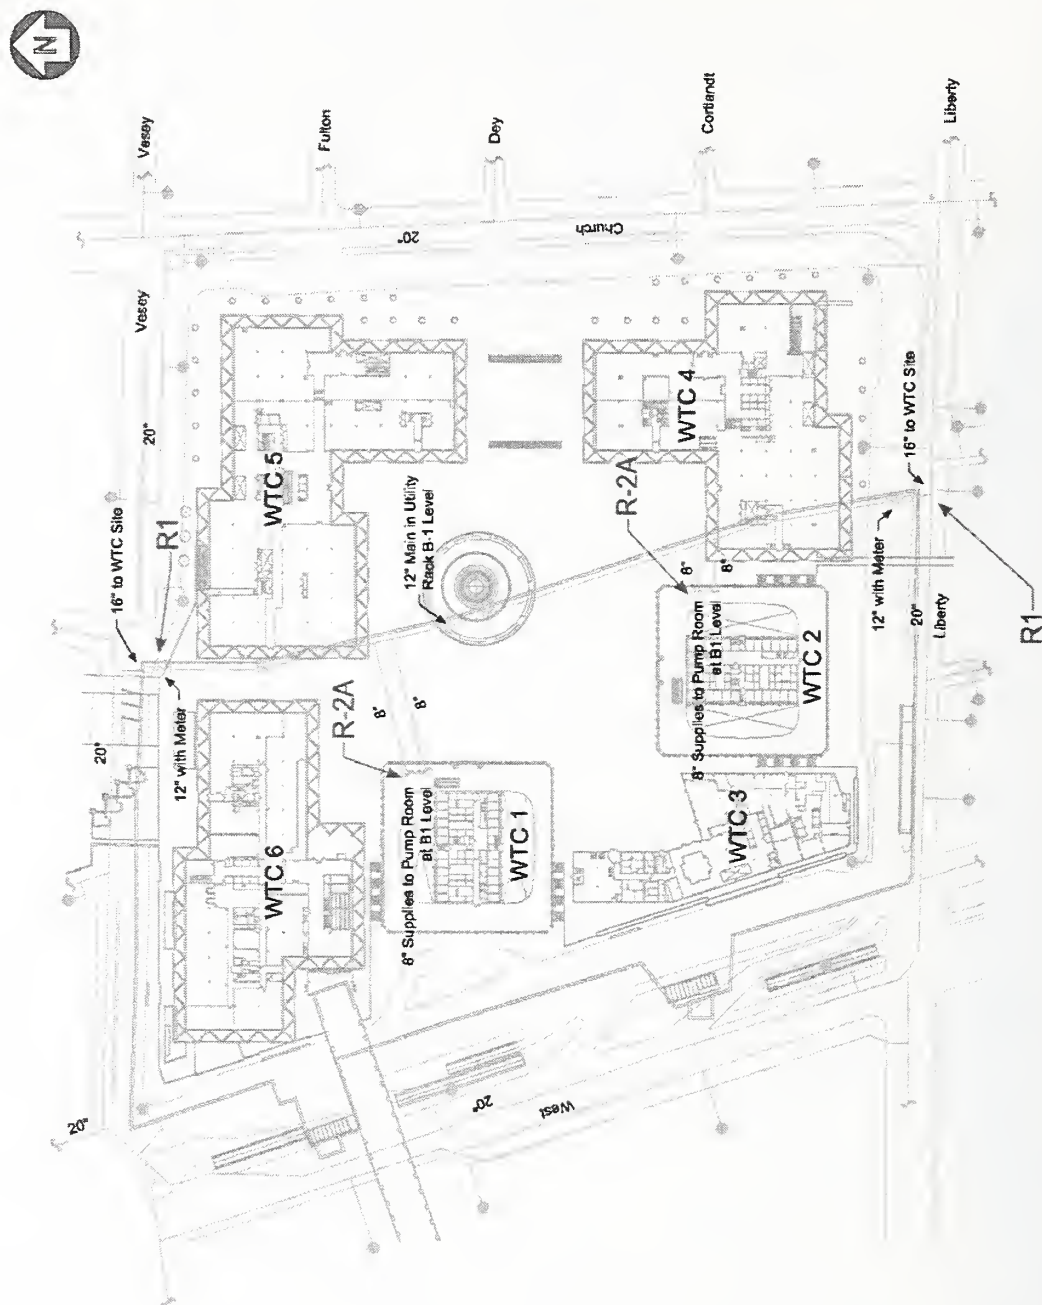 N
Vesey
Fulton
Dey
Cortlandt
Liberty
20"
Church
Vesey
20"
16" to WTC Site
R1
WTC 5
12" Main in Utility
Rack B-1 Level
WTC 4
R-2A
16" to WTC Site
12" with Meter
20"
Liberty
R1
8"
8"
8" Supplies to Pump Room
at B1 Level
WTC 2
20"
12" with Meter
R-2A
8"
8"
WTC 6
8" Supplies to Pump Room
at B1 Level
WTC 1
WTC 3
20"
20"
West